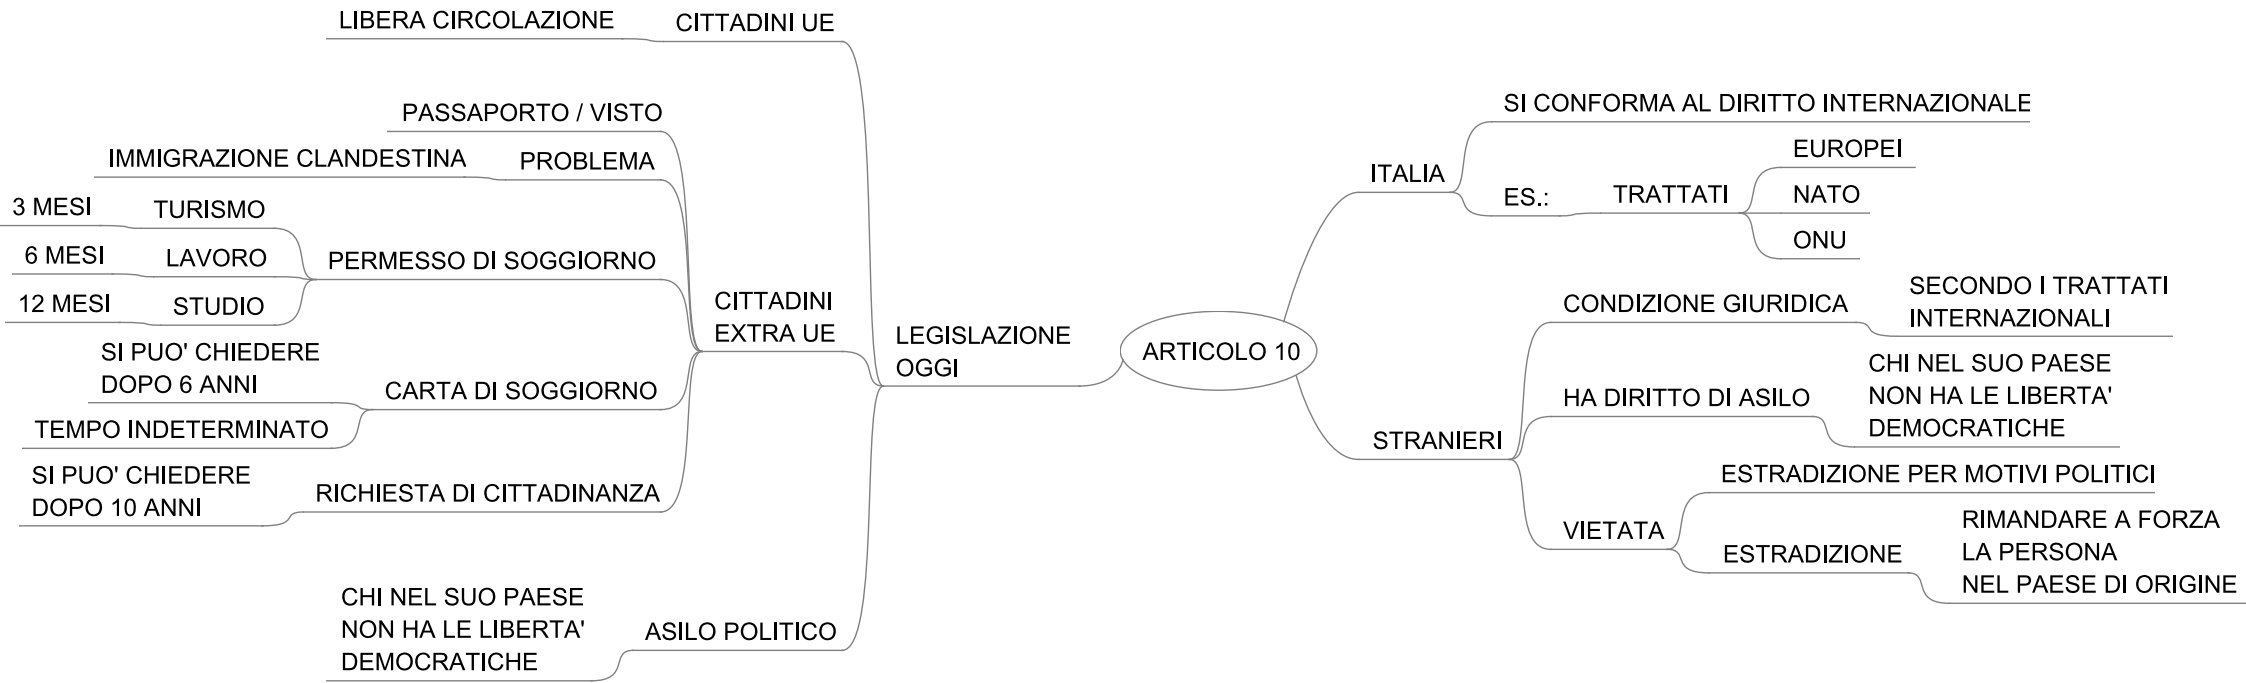 ARTICOLO 10
ITALIA
SI CONFORMA AL DIRITTO INTERNAZIONALE
ES.:
TRATTATI
EUROPEI
NATO
ONU
STRANIERI
CONDIZIONE GIURIDICA
SECONDO I TRATTATI
INTERNAZIONALI
HA DIRITTO DI ASILO
CHI NEL SUO PAESE
NON HA LE LIBERTA'
DEMOCRATICHE
VIETATA
ESTRADIZIONE PER MOTIVI POLITICI
ESTRADIZIONE
RIMANDARE A FORZA
LA PERSONA
NEL PAESE DI ORIGINE
LEGISLAZIONE
OGGI
CITTADINI UE
LIBERA CIRCOLAZIONE
CITTADINI
EXTRA UE
PASSAPORTO / VISTO
PROBLEMA
IMMIGRAZIONE CLANDESTINA
PERMESSO DI SOGGIORNO
TURISMO
3 MESI
LAVORO
6 MESI
STUDIO
12 MESI
CARTA DI SOGGIORNO
SI PUO' CHIEDERE
DOPO 6 ANNI
TEMPO INDETERMINATO
RICHIESTA DI CITTADINANZA
SI PUO' CHIEDERE
DOPO 10 ANNI
ASILO POLITICO
CHI NEL SUO PAESE
NON HA LE LIBERTA'
DEMOCRATICHE